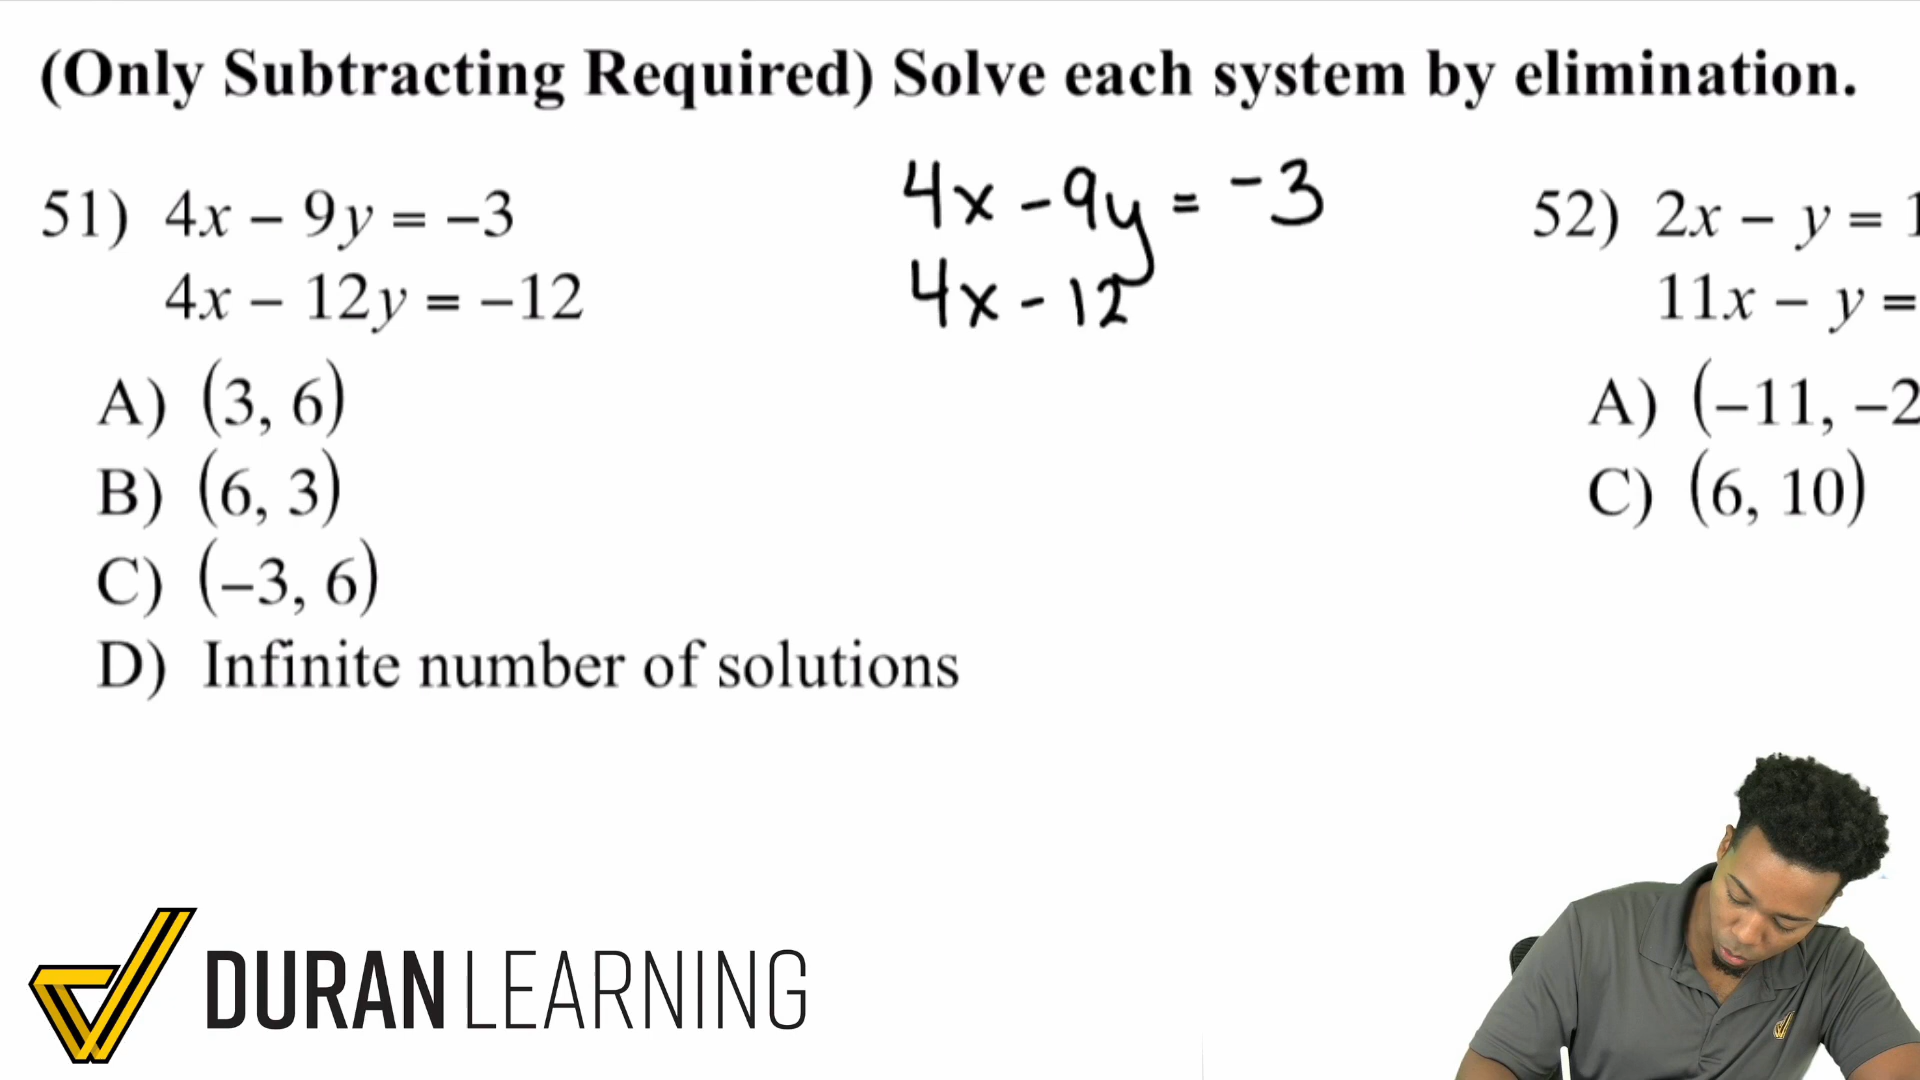 (Only Subtracting Required) Solve each system by elimination.
51) 4x – 9y = –3
4x – 12y = –12
A) (3, 6)
B) (6, 3)
C) (–3, 6)
D) Infinite number of solutions
4x - 9y = -3
4x - 12
52) 2x – y = 1
11x – y =
A) (–11, –2
C) (6, 10)
DURAN LEARNING